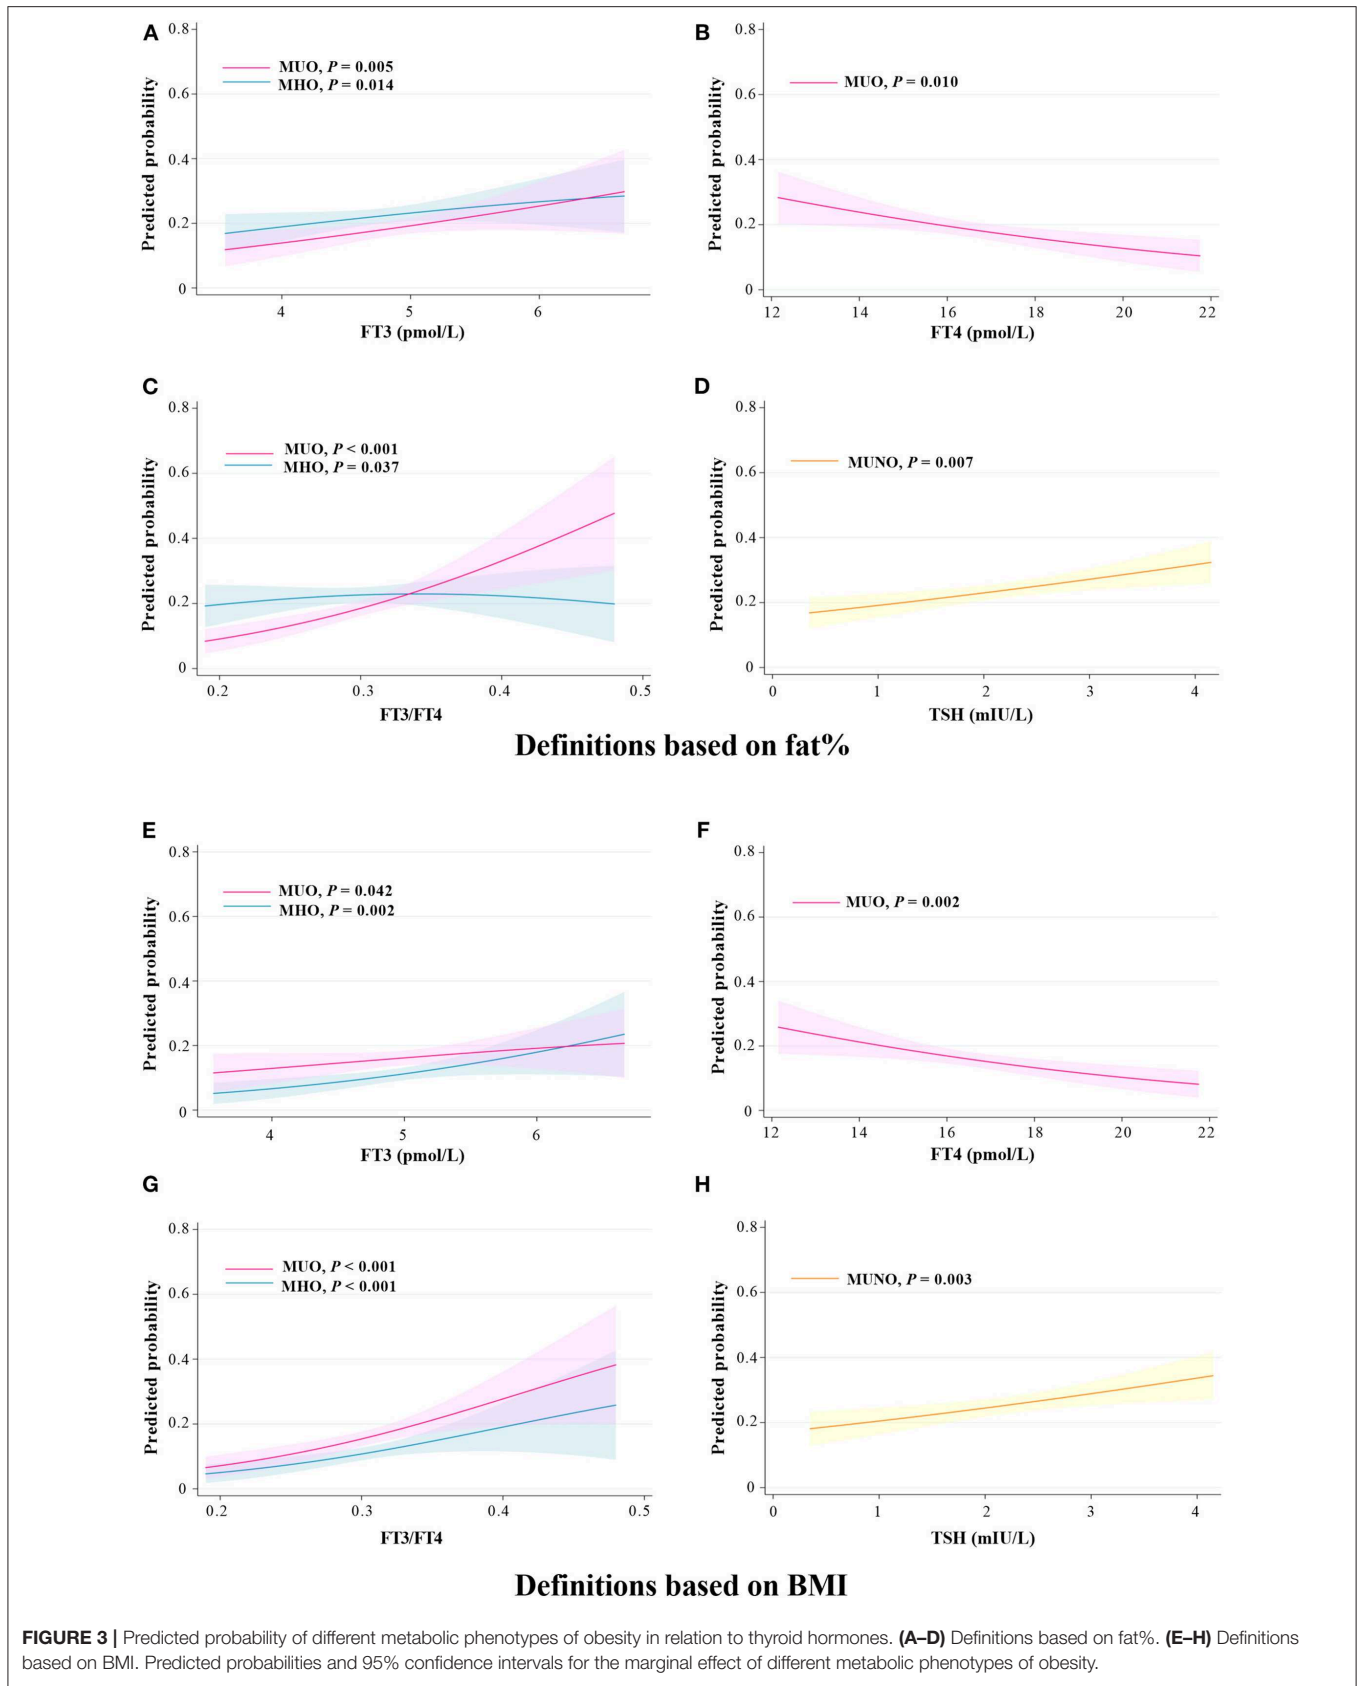 A
0.8
0.6
0.4
0.2
0
Predicted probability
MUO, P = 0.005
MHO, P = 0.014
4 5 6
FT3 (pmol/L)
B
0.8
0.6
0.4
0.2
0
Predicted probability
MUO, P = 0.010
12 14 16 18 20 22
FT4 (pmol/L)
C
0.8
0.6
0.4
0.2
0
Predicted probability
MUO, P < 0.001
MHO, P = 0.037
0.2 0.3 0.4 0.5
FT3/FT4
D
0.8
0.6
0.4
0.2
0
Predicted probability
MUNO, P = 0.007
0 1 2 3 4
TSH (mIU/L)
Definitions based on fat%
E
0.8
0.6
0.4
0.2
0
Predicted probability
MUO, P = 0.042
MHO, P = 0.002
4 5 6
FT3 (pmol/L)
F
0.8
0.6
0.4
0.2
0
Predicted probability
MUO, P = 0.002
12 14 16 18 20 22
FT4 (pmol/L)
G
0.8
0.6
0.4
0.2
0
Predicted probability
MUO, P < 0.001
MHO, P < 0.001
0.2 0.3 0.4 0.5
FT3/FT4
H
0.8
0.6
0.4
0.2
0
Predicted probability
MUNO, P = 0.003
0 1 2 3 4
TSH (mIU/L)
Definitions based on BMI
FIGURE 3 | Predicted probability of different metabolic phenotypes of obesity in relation to thyroid hormones. (A–D) Definitions based on fat%. (E–H) Definitions
based on BMI. Predicted probabilities and 95% confidence intervals for the marginal effect of different metabolic phenotypes of obesity.